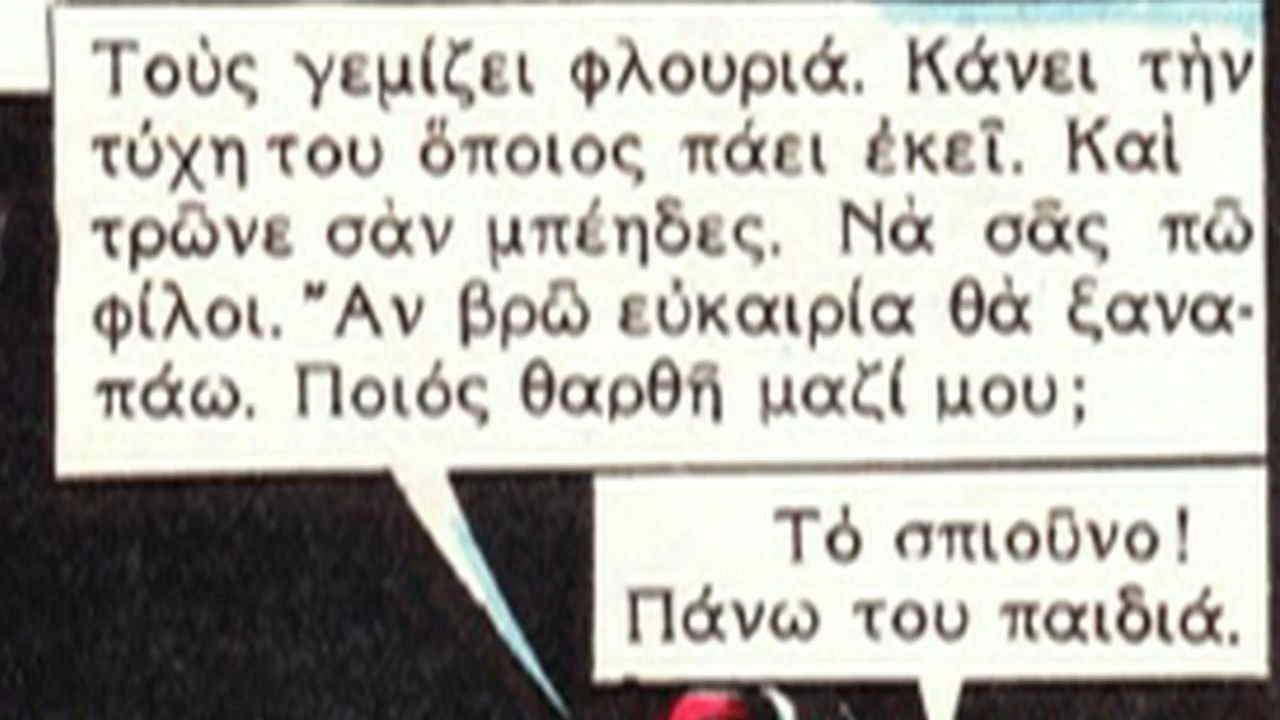 Τοὺς γεμίζει φλουριά. Κάνει τὴν
τύχη του ὅποιος πάει ἐκεῖ. Καὶ
τρῶνε σὰν μπέηδες. Νὰ σᾶς πῶ
φίλοι. Ἂν βρῶ εὐκαιρία θὰ ξανα-
πάω. Ποιός θαρθῆ μαζί μου;
Τὸ σπιοῦνο!
Πάνω του παιδιά.